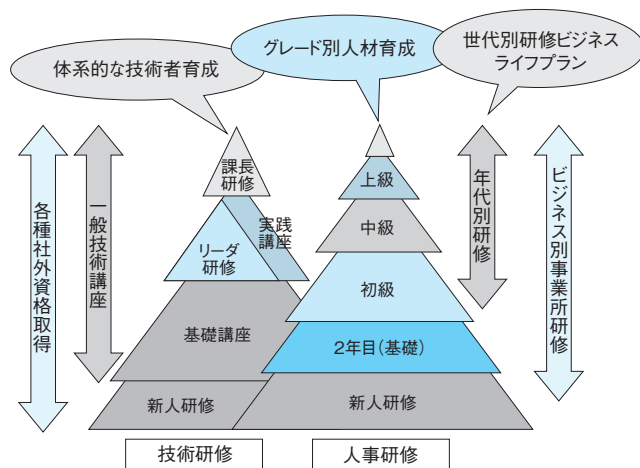 体系的な技術者育成
グレード別人材育成
世代別研修ビジネス
ライフプラン
各種社外資格取得
一般技術講座
課長
研修
実践
講座
リーダ
研修
基礎講座
新人研修
上級
中級
初級
2年目(基礎)
新人研修
年代別研修
ビジネス別事業所研修
技術研修
人事研修